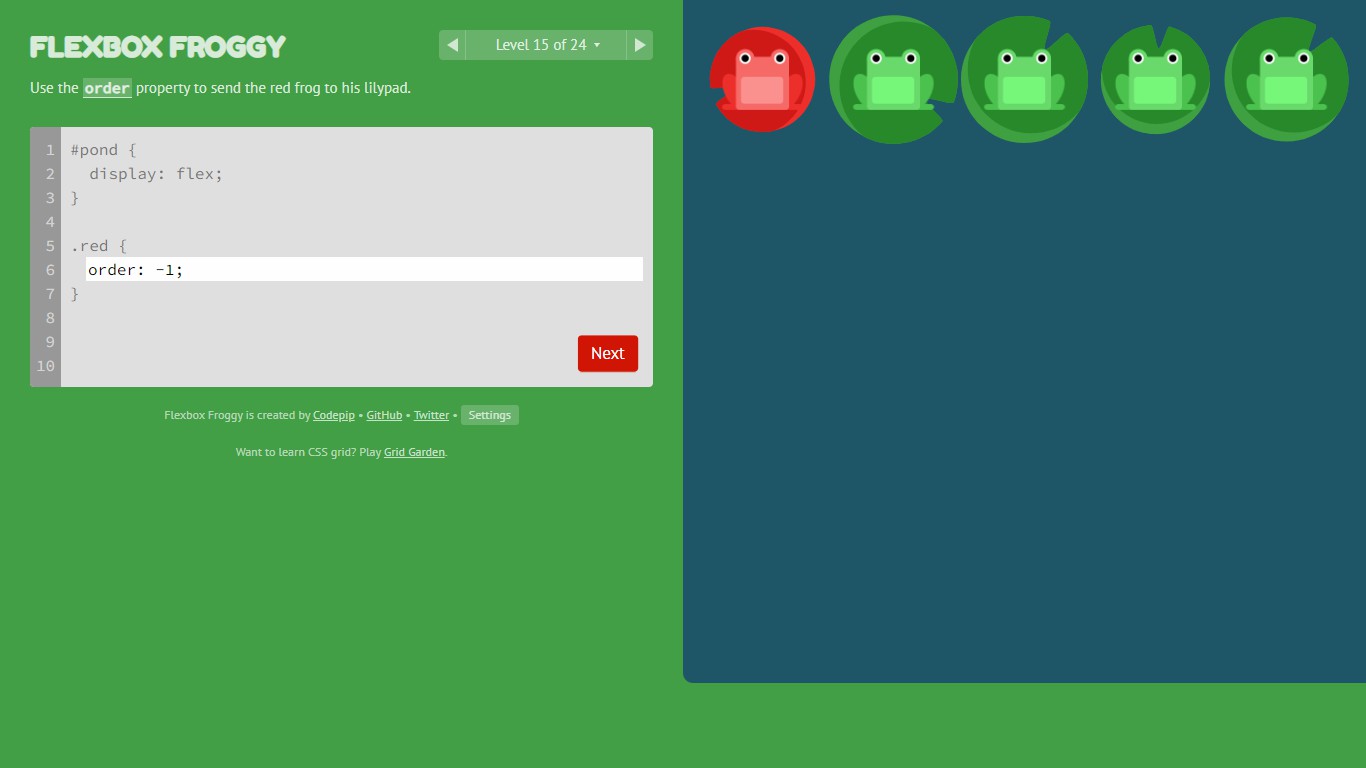 FLEXBOX FROGGY
Level 15 of 24
Use the order property to send the red frog to his lilypad.
1 #pond {
2   display: flex;
3 }
4
5 .red {
6   order: -1;
7 }
8
9
10
Next
Flexbox Froggy is created by Codepip • GitHub • Twitter • Settings
Want to learn CSS grid? Play Grid Garden.